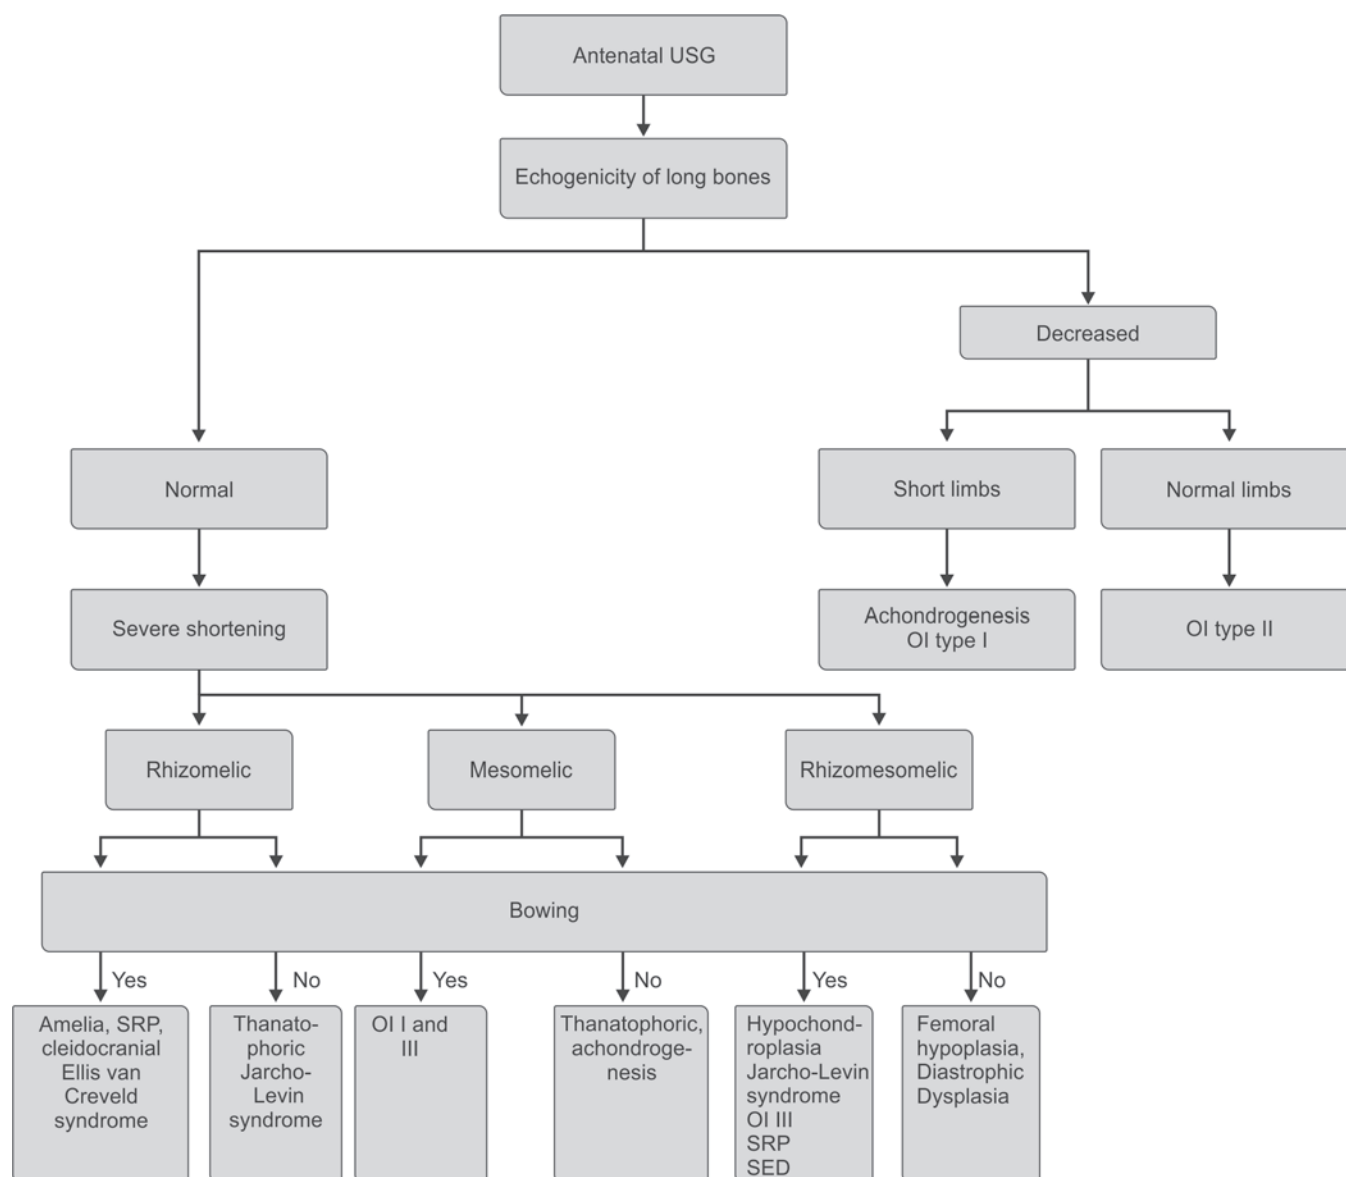 Antenatal USG
Echogenicity of long bones
Decreased
Normal
Short limbs
Normal limbs
Severe shortening
Achondrogenesis
OI type I
OI type II
Rhizomelic
Mesomelic
Rhizomesomelic
Bowing
Yes
No
Yes
No
Yes
No
Amelia, SRP,
cleidocranial
Ellis van
Creveld
syndrome
Thanato-
phoric
Jarcho-
Levin
syndrome
OI I and
III
Thanatophoric,
achondroge-
nesis
Hypochond-
roplasia
Jarcho-Levin
syndrome
OI III
SRP
SED
Femoral
hypoplasia,
Diastrophic
Dysplasia